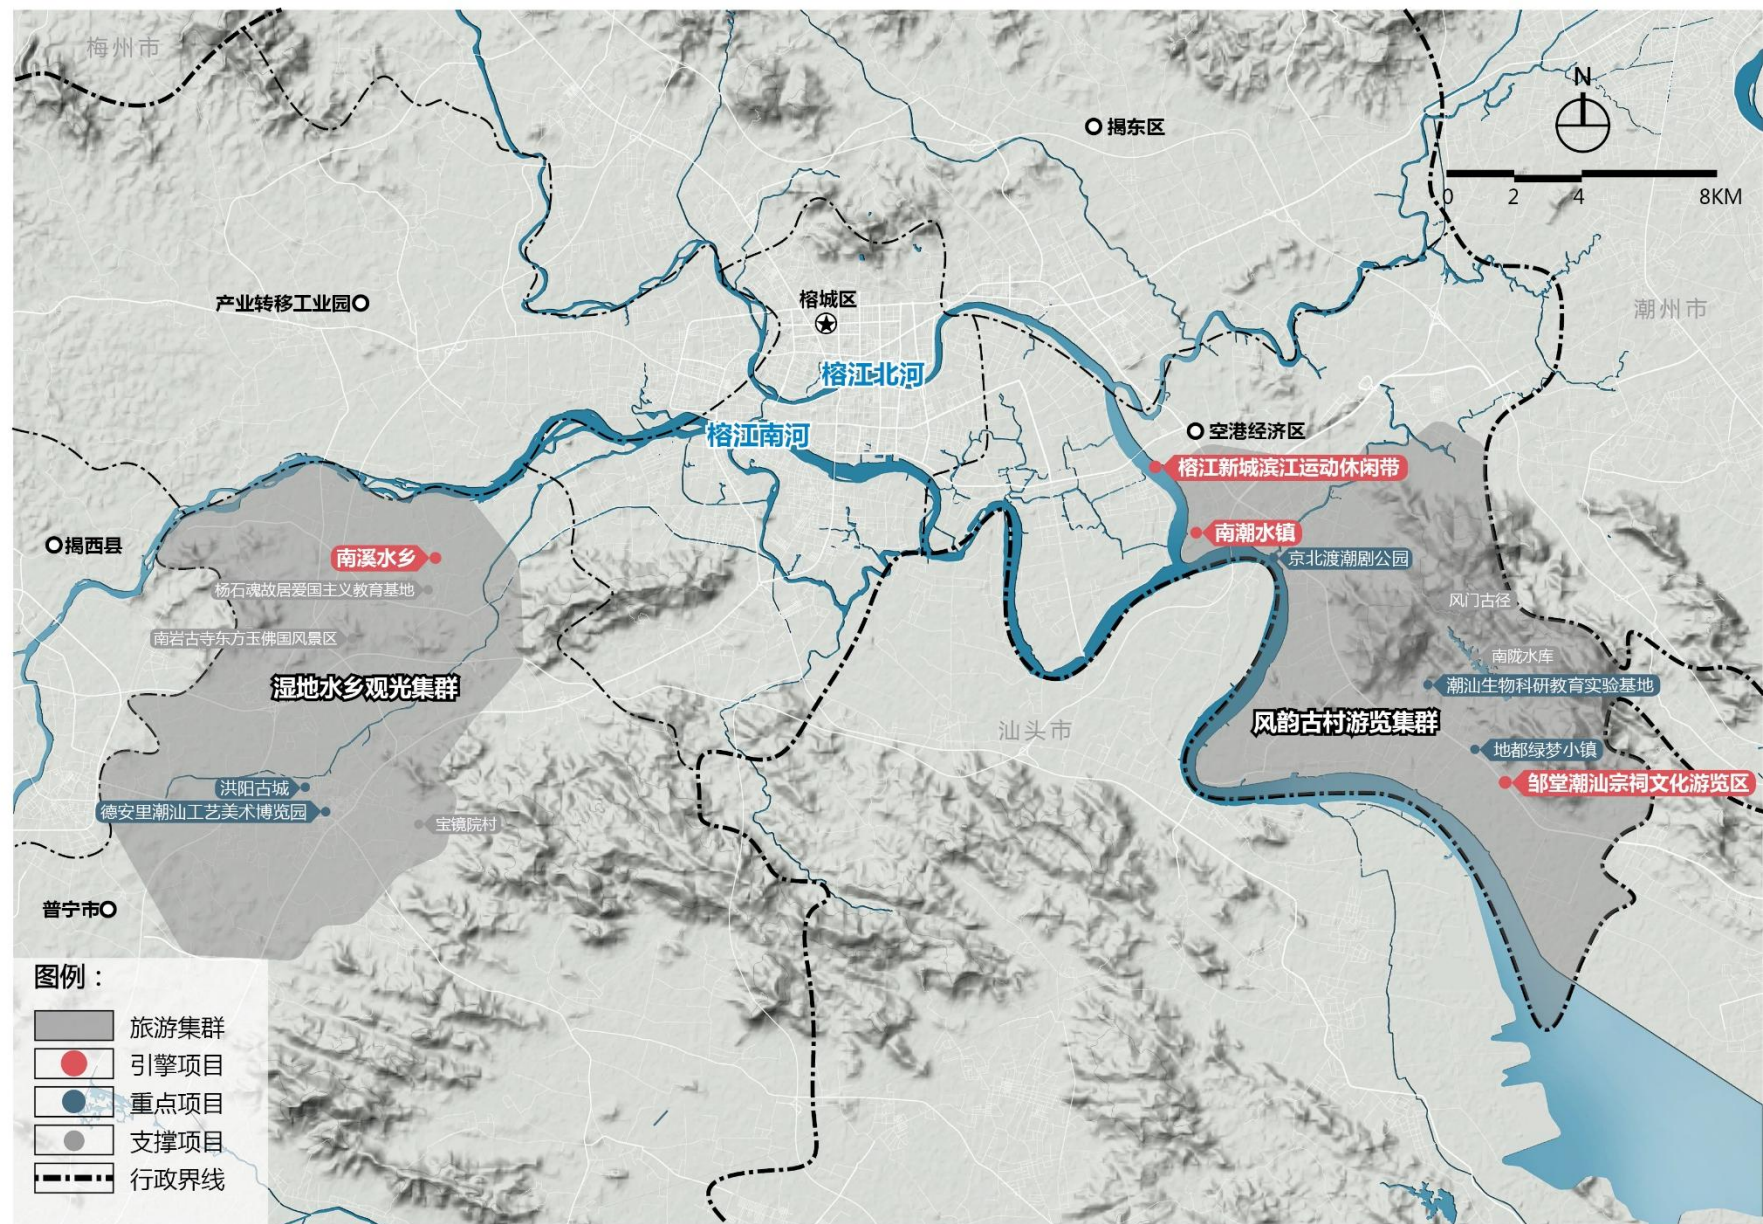 梅州市
N
揭东区
0 2 4 8KM
产业转移工业园
榕城区
潮州市
榕江北河
榕江南河
空港经济区
榕江新城滨江运动休闲带
南潮水镇
京北渡潮剧公园
揭西县
南溪水乡
杨石魂故居爱国主义教育基地
风门古径
南岩古寺东方玉佛国风景区
南陇水库
潮汕生物科研教育实验基地
湿地水乡观光集群
风韵古村游览集群
汕头市
地都绿梦小镇
邹堂潮汕宗祠文化游览区
洪阳古城
德安里潮汕工艺美术博览园
宝镜院村
普宁市
图例：
旅游集群
引擎项目
重点项目
支撑项目
行政界线